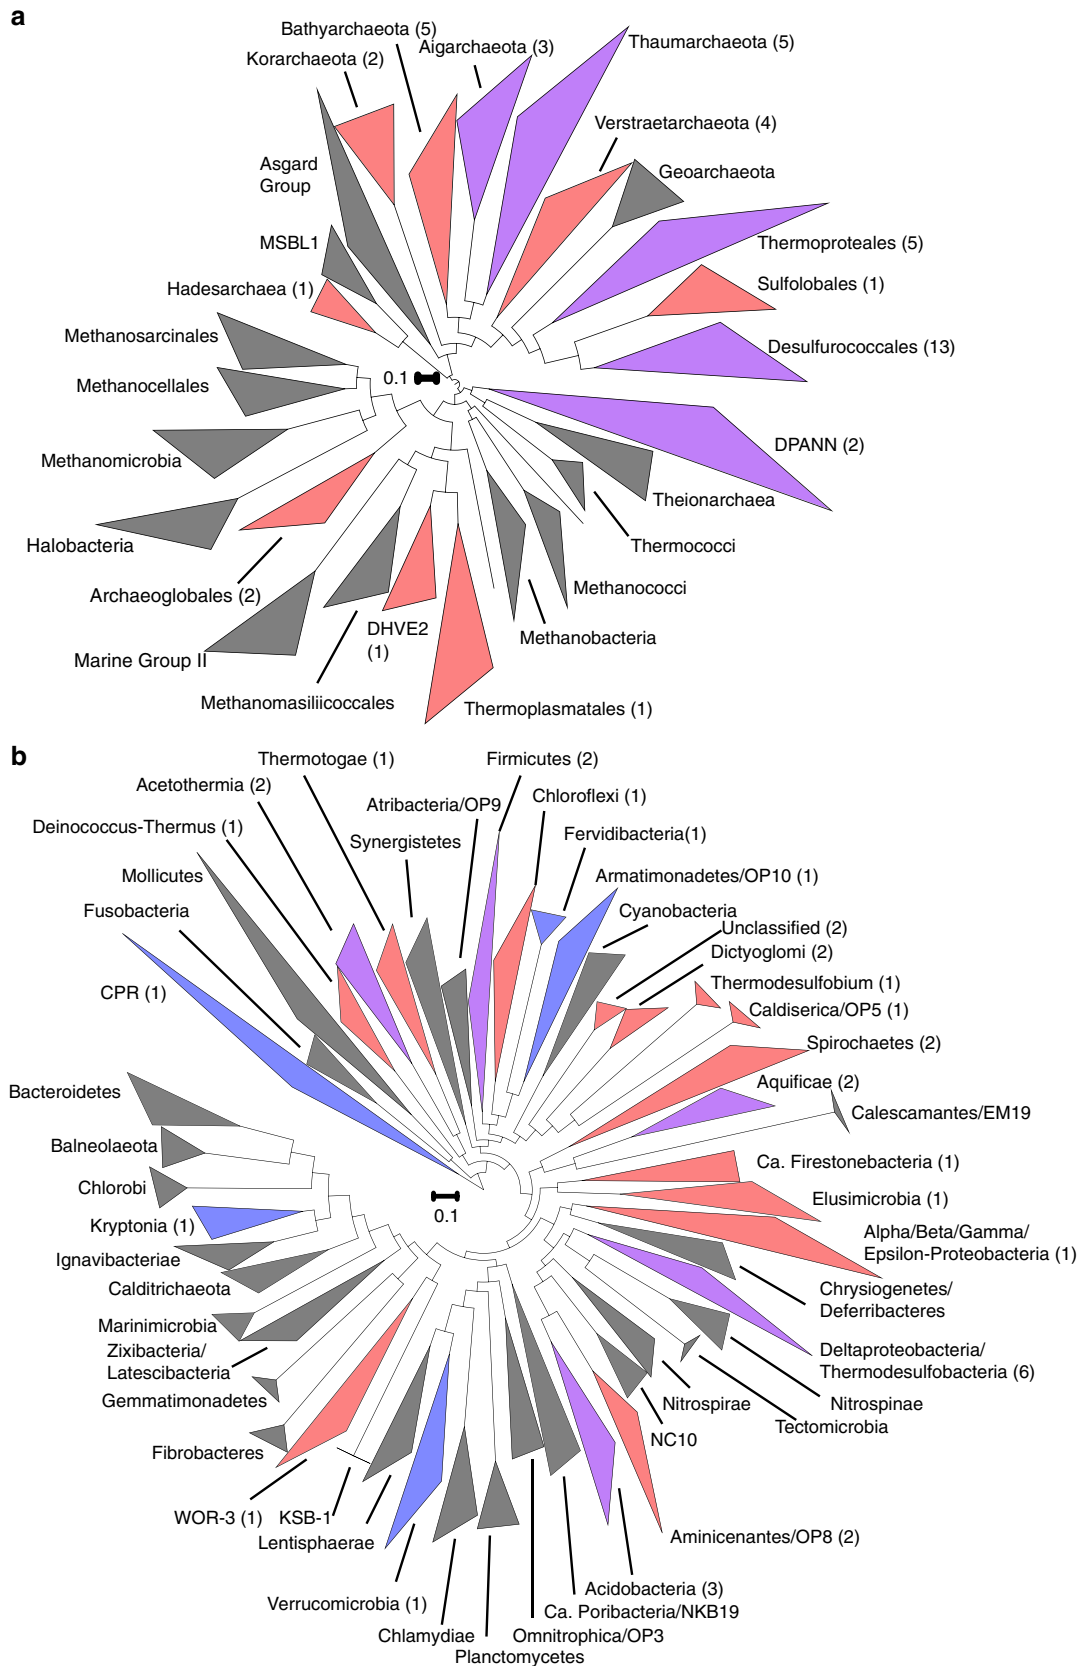 a
Bathyarchaeota (5)
Aigarchaeota (3)
Thaumarchaeota (5)
Korarchaeota (2)
Verstraetarchaeota (4)
Asgard
Group
Geoarchaeota
MSBL1
Thermoproteales (5)
Hadesarchaea (1)
Sulfolobales (1)
Methanosarcinales
Desulfurococcales (13)
0.1
Methanocellales
DPANN (2)
Methanomicrobia
Theionarchaea
Halobacteria
Thermococci
Archaeoglobales (2)
Methanococci
DHVE2
(1)
Methanobacteria
Marine Group II
Methanomasiliicoccales
Thermoplasmatales (1)
b
Thermotogae (1)
Firmicutes (2)
Acetothermia (2)
Atribacteria/OP9
Chloroflexi (1)
Deinococcus-Thermus (1)
Synergistetes
Fervidibacteria(1)
Mollicutes
Armatimonadetes/OP10 (1)
Fusobacteria
Cyanobacteria
Unclassified (2)
Dictyoglomi (2)
CPR (1)
Thermodesulfobium (1)
Caldiserica/OP5 (1)
Spirochaetes (2)
Bacteroidetes
Aquificae (2)
Calescamantes/EM19
Balneolaeota
Ca. Firestonebacteria (1)
Chlorobi
Elusimicrobia (1)
0.1
Kryptonia (1)
Alpha/Beta/Gamma/
Epsilon-Proteobacteria (1)
Ignavibacteriae
Calditrichaeota
Chrysiogenetes/
Deferribacteres
Marinimicrobia
Zixibacteria/
Latescibacteria
Deltaproteobacteria/
Thermodesulfobacteria (6)
Gemmatimonadetes
Nitrospirae
Nitrospinae
Tectomicrobia
NC10
Fibrobacteres
WOR-3 (1)
KSB-1
Lentisphaerae
Aminicenantes/OP8 (2)
Verrucomicrobia (1)
Acidobacteria (3)
Ca. Poribacteria/NKB19
Chlamydiae
Omnitrophica/OP3
Planctomycetes